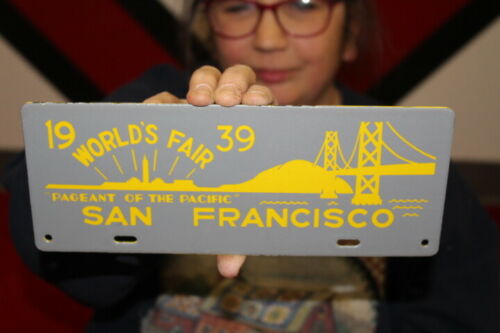 19 WORLD'S FAIR 39
"PAGEANT OF THE PACIFIC"
SAN FRANCISCO